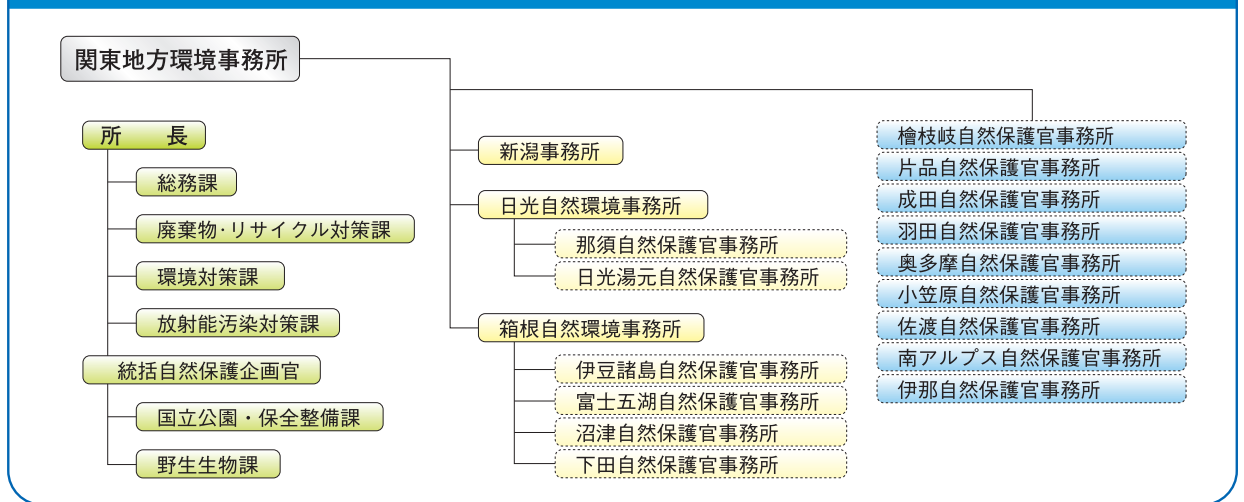 関東地方環境事務所
所　　長
総務課
廃棄物･リサイクル対策課
環境対策課
放射能汚染対策課
統括自然保護企画官
国立公園・保全整備課
野生生物課
新潟事務所
日光自然環境事務所
那須自然保護官事務所
日光湯元自然保護官事務所
箱根自然環境事務所
伊豆諸島自然保護官事務所
富士五湖自然保護官事務所
沼津自然保護官事務所
下田自然保護官事務所
檜枝岐自然保護官事務所
片品自然保護官事務所
成田自然保護官事務所
羽田自然保護官事務所
奥多摩自然保護官事務所
小笠原自然保護官事務所
佐渡自然保護官事務所
南アルプス自然保護官事務所
伊那自然保護官事務所